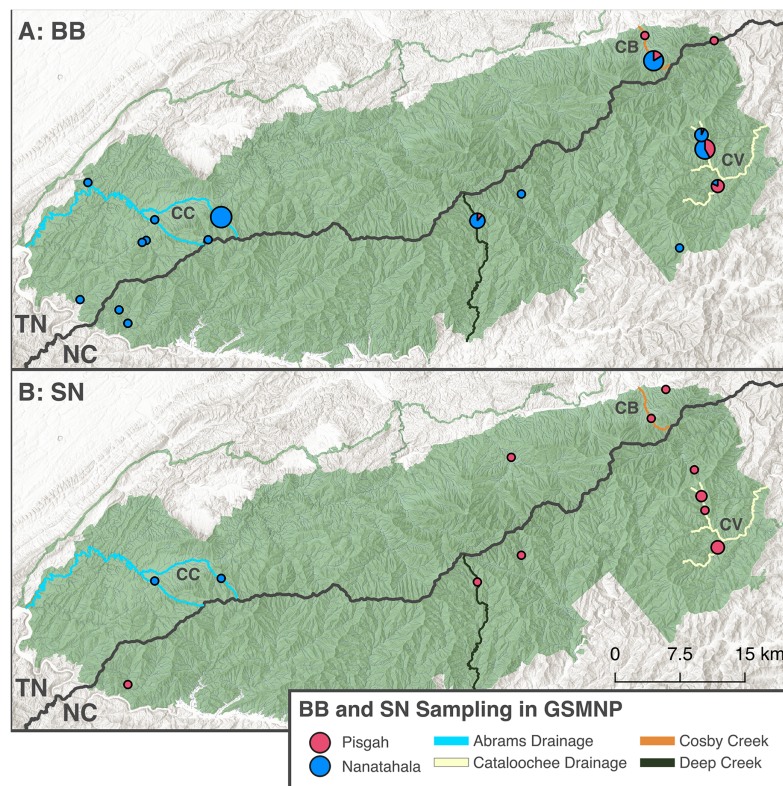 A: BB
CB
CV
CC
TN
NC
B: SN
CB
CV
CC
0 7.5 15 km
TN
NC
BB and SN Sampling in GSMNP
Pisgah Abrams Drainage Cosby Creek
Nanatahala Cataloochee Drainage Deep Creek